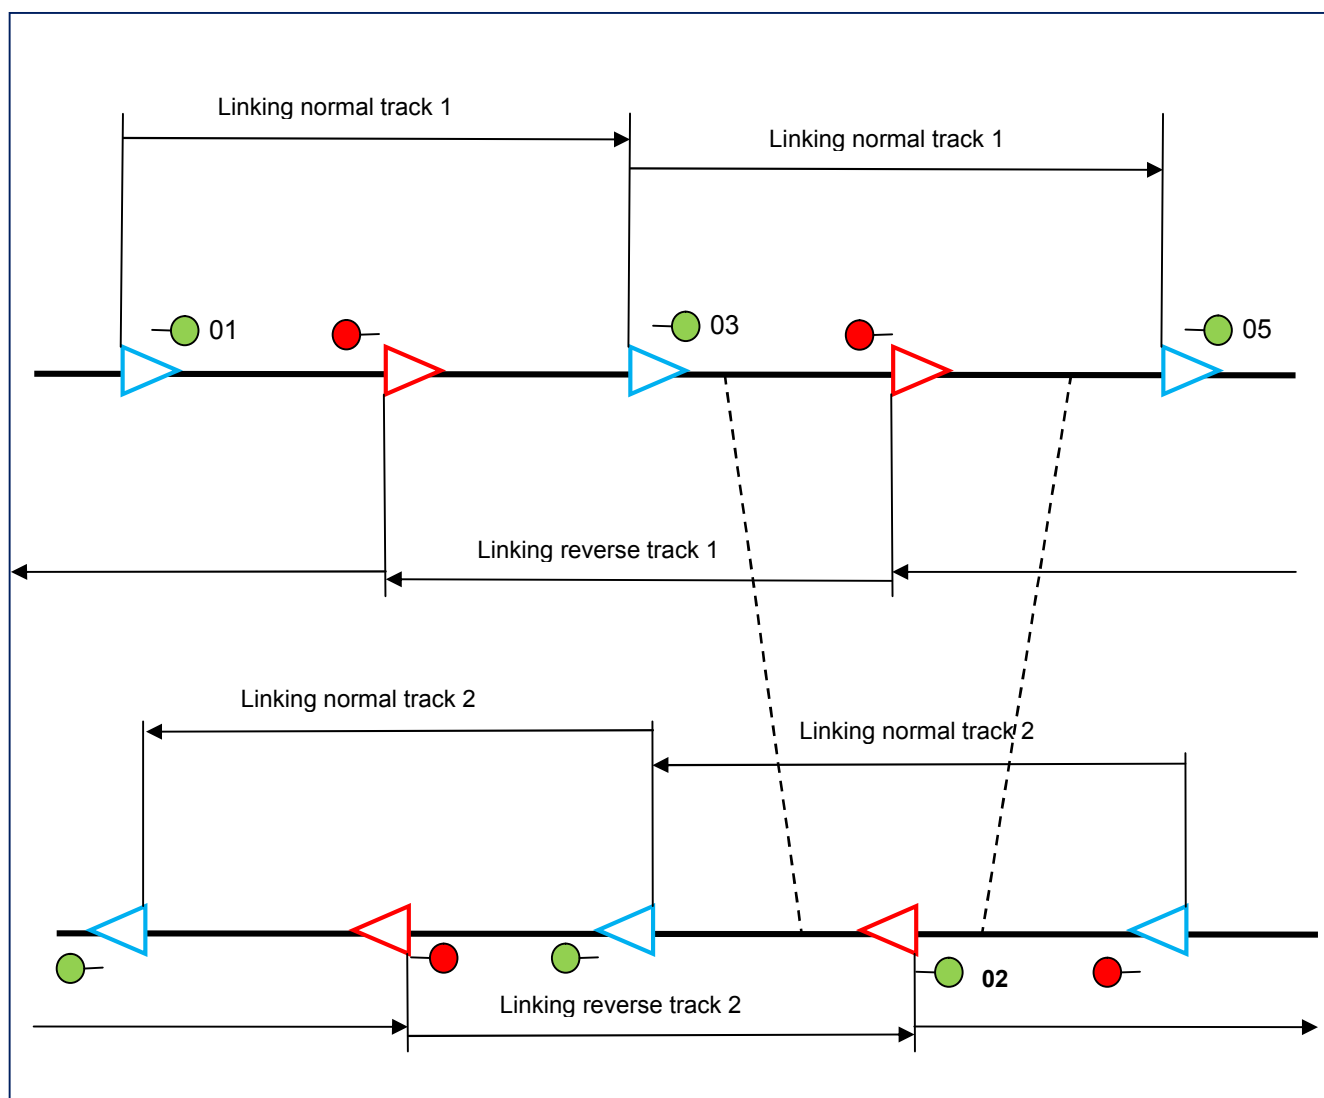 Linking normal track 1
Linking normal track 1
01
03
05
Linking reverse track 1
Linking normal track 2
Linking normal track 2
02
Linking reverse track 2